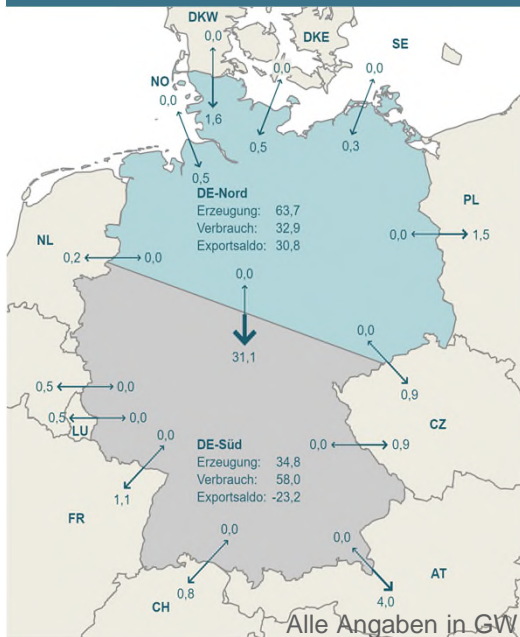 DKW
0,0
DKE
SE
0,0
0,0
NO
0,0
1,6
0,5
0,3
0,5
DE-Nord
Erzeugung: 63,7
Verbrauch: 32,9
Exportsaldo: 30,8
PL
0,0
1,5
NL
0,2
0,0
0,0
31,1
0,0
0,9
CZ
0,5
0,0
0,5
0,0
LU
0,0
1,1
FR
DE-Süd
Erzeugung: 34,8
Verbrauch: 58,0
Exportsaldo: -23,2
0,0
0,9
0,0
0,8
CH
0,0
4,0
AT
Alle Angaben in GW